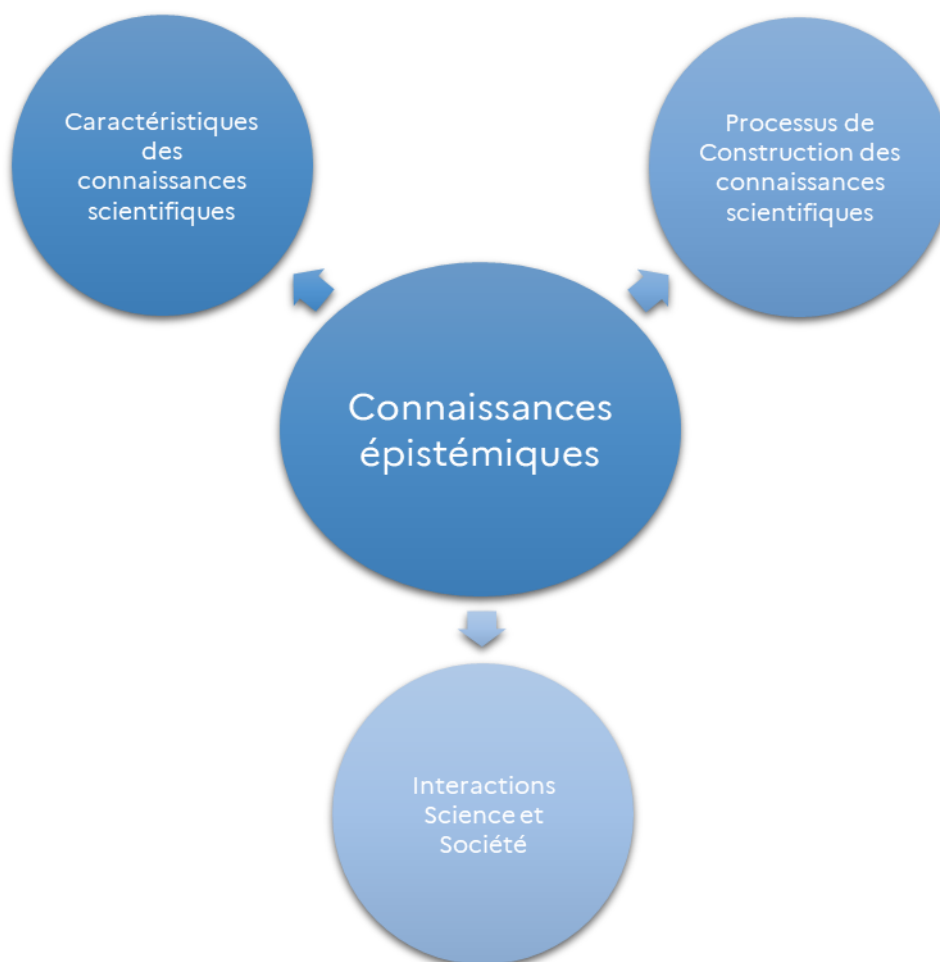 Caractéristiques
des
connaissances
scientifiques
Processus de
Construction des
connaissances
scientifiques
Connaissances
épistémiques
Interactions
Science et
Société